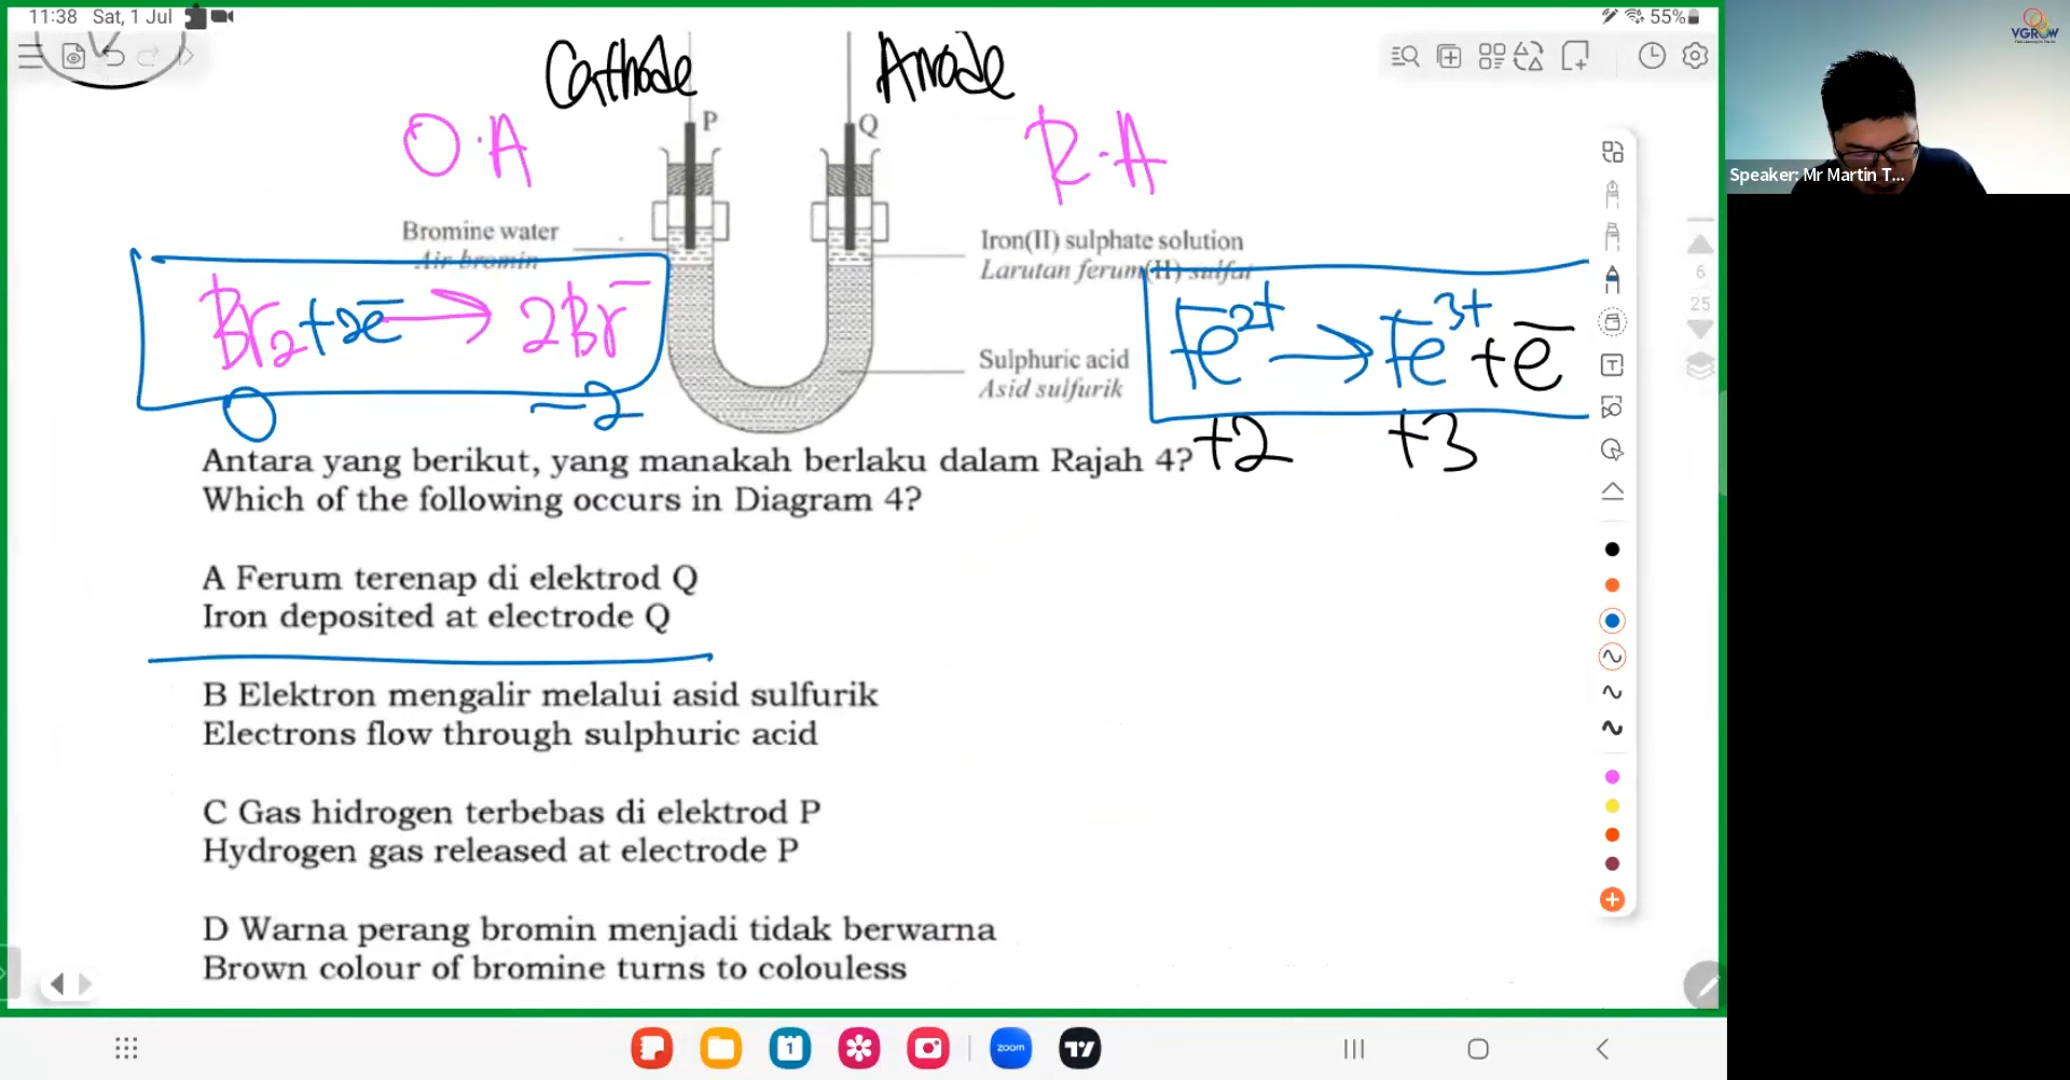 11:38 Sat, 1 Jul
55%
VGROW
Cathode
Anode
P
Q
O.A
R.A
Speaker: Mr Martin T...
Bromine water
Air bromin
Iron(II) sulphate solution
Larutan ferum(II) sulfat
Br2 + 2e- → 2Br-
0
-2
Sulphuric acid
Asid sulfurik
Fe2+ → Fe3+ + e-
+2
+3
6
25
Antara yang berikut, yang manakah berlaku dalam Rajah 4?
Which of the following occurs in Diagram 4?
A Ferum terenap di elektrod Q
Iron deposited at electrode Q
B Elektron mengalir melalui asid sulfurik
Electrons flow through sulphuric acid
C Gas hidrogen terbebas di elektrod P
Hydrogen gas released at electrode P
D Warna perang bromin menjadi tidak berwarna
Brown colour of bromine turns to colouless
1
zoom